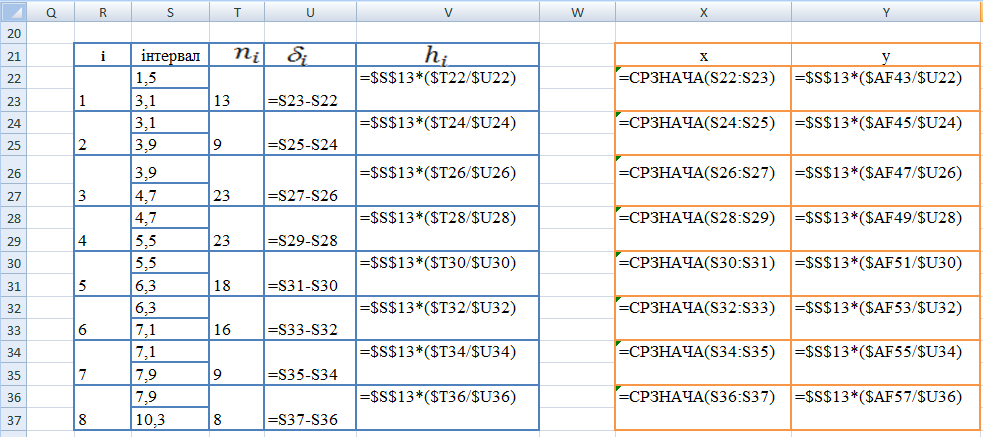 Q R S T U V W X Y
20
21 i інтервал nᵢ δᵢ hᵢ x y
22 1,5 =$S$13*($T22/$U22) =СРЗНАЧА(S22:S23) =$S$13*($AF43/$U22)
23 1 3,1 13 =S23-S22
24 3,1 =$S$13*($T24/$U24) =СРЗНАЧА(S24:S25) =$S$13*($AF45/$U24)
25 2 3,9 9 =S25-S24
26 3,9 =$S$13*($T26/$U26) =СРЗНАЧА(S26:S27) =$S$13*($AF47/$U26)
27 3 4,7 23 =S27-S26
28 4,7 =$S$13*($T28/$U28) =СРЗНАЧА(S28:S29) =$S$13*($AF49/$U28)
29 4 5,5 23 =S29-S28
30 5,5 =$S$13*($T30/$U30) =СРЗНАЧА(S30:S31) =$S$13*($AF51/$U30)
31 5 6,3 18 =S31-S30
32 6,3 =$S$13*($T32/$U32) =СРЗНАЧА(S32:S33) =$S$13*($AF53/$U32)
33 6 7,1 16 =S33-S32
34 7,1 =$S$13*($T34/$U34) =СРЗНАЧА(S34:S35) =$S$13*($AF55/$U34)
35 7 7,9 9 =S35-S34
36 7,9 =$S$13*($T36/$U36) =СРЗНАЧА(S36:S37) =$S$13*($AF57/$U36)
37 8 10,3 8 =S37-S36